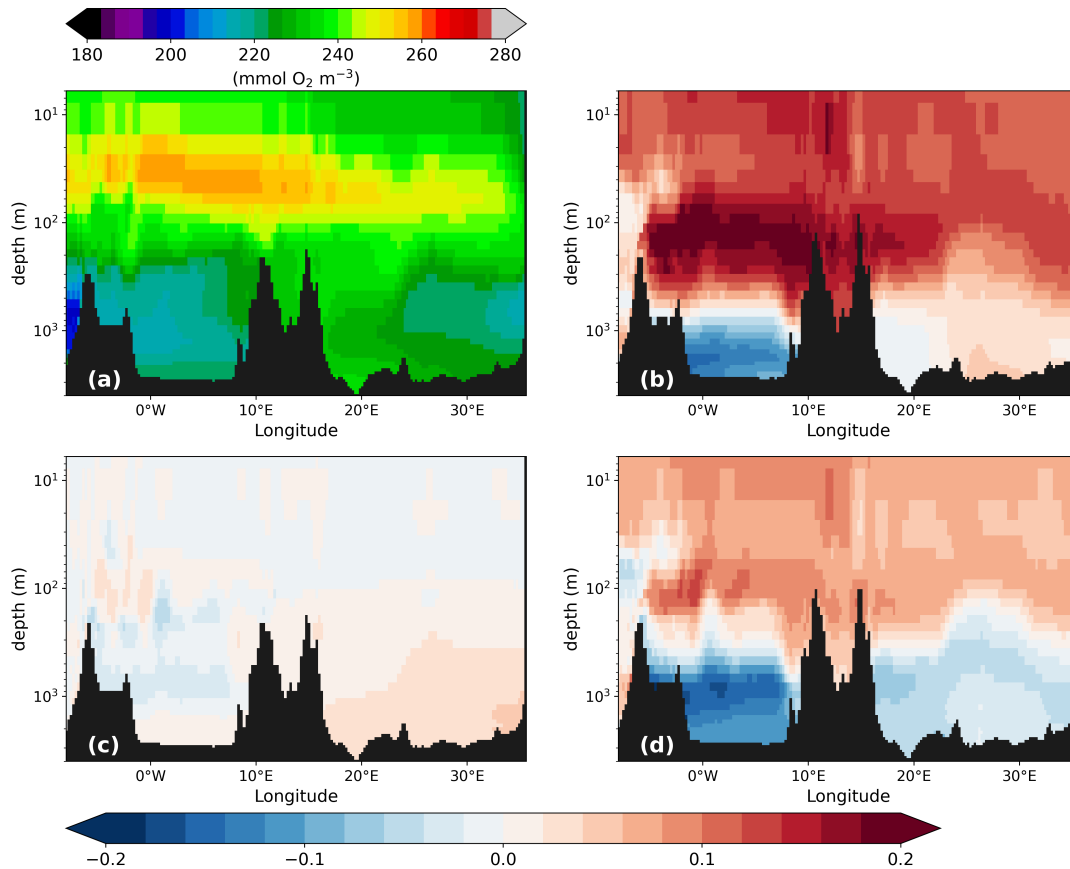 180 200 220 240 260 280
(mmol O₂ m⁻³)
10¹
10²
10³
depth (m)
(a)
0°W 10°E 20°E 30°E
Longitude
10¹
10²
10³
depth (m)
(b)
0°W 10°E 20°E 30°E
Longitude
10¹
10²
10³
depth (m)
(c)
0°W 10°E 20°E 30°E
Longitude
10¹
10²
10³
depth (m)
(d)
0°W 10°E 20°E 30°E
Longitude
−0.2 −0.1 0.0 0.1 0.2